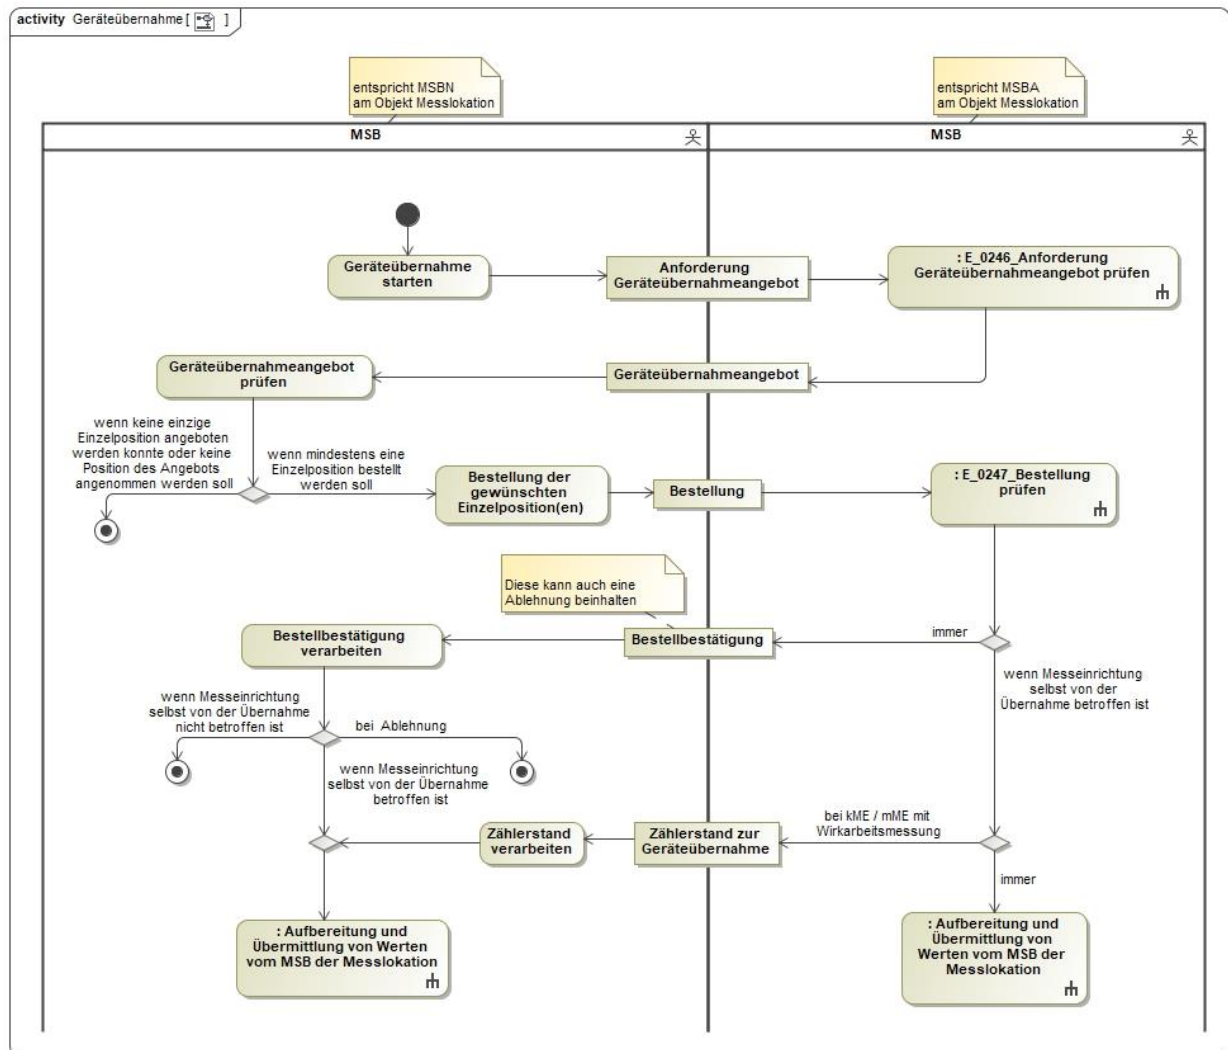 activity Geräteübernahme [ ]
entspricht MSBN
am Objekt Messlokation
entspricht MSBA
am Objekt Messlokation
MSB
MSB
Geräteübernahme
starten
Anforderung
Geräteübernahmeangebot
: E_0246_Anforderung
Geräteübernahmeangebot prüfen
Geräteübernahmeangebot
prüfen
Geräteübernahmeangebot
wenn keine einzige
Einzelposition angeboten
werden konnte oder keine
Position des Angebots
angenommen werden soll
wenn mindestens eine
Einzelposition bestellt
werden soll
Bestellung der
gewünschten
Einzelposition(en)
Bestellung
: E_0247_Bestellung
prüfen
Diese kann auch eine
Ablehnung beinhalten
Bestellbestätigung
verarbeiten
Bestellbestätigung
immer
wenn Messeinrichtung
selbst von der
Übernahme betroffen ist
wenn Messeinrichtung
selbst von der Übernahme
nicht betroffen ist
bei Ablehnung
wenn Messeinrichtung
selbst von der Übernahme
betroffen ist
Zählerstand
verarbeiten
Zählerstand zur
Geräteübernahme
bei kME / mME mit
Wirkarbeitsmessung
immer
: Aufbereitung und
Übermittlung von Werten
vom MSB der Messlokation
: Aufbereitung und
Übermittlung von
Werten vom MSB der
Messlokation